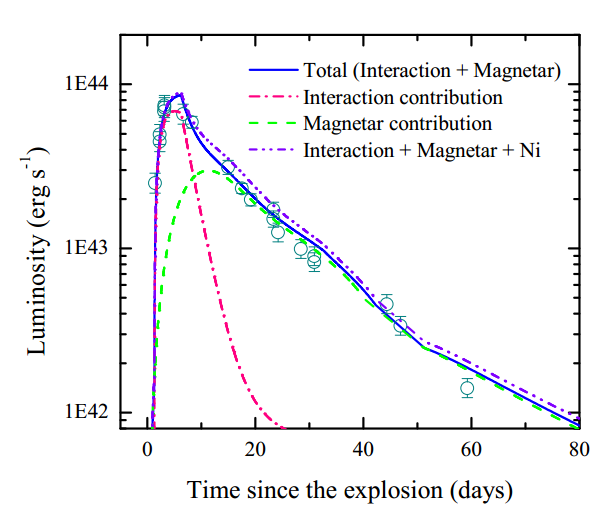 Total (Interaction + Magnetar)
Interaction contribution
Magnetar contribution
Interaction + Magnetar + Ni
1E44
1E43
1E42
Luminosity (erg s⁻¹)
0 20 40 60 80
Time since the explosion (days)